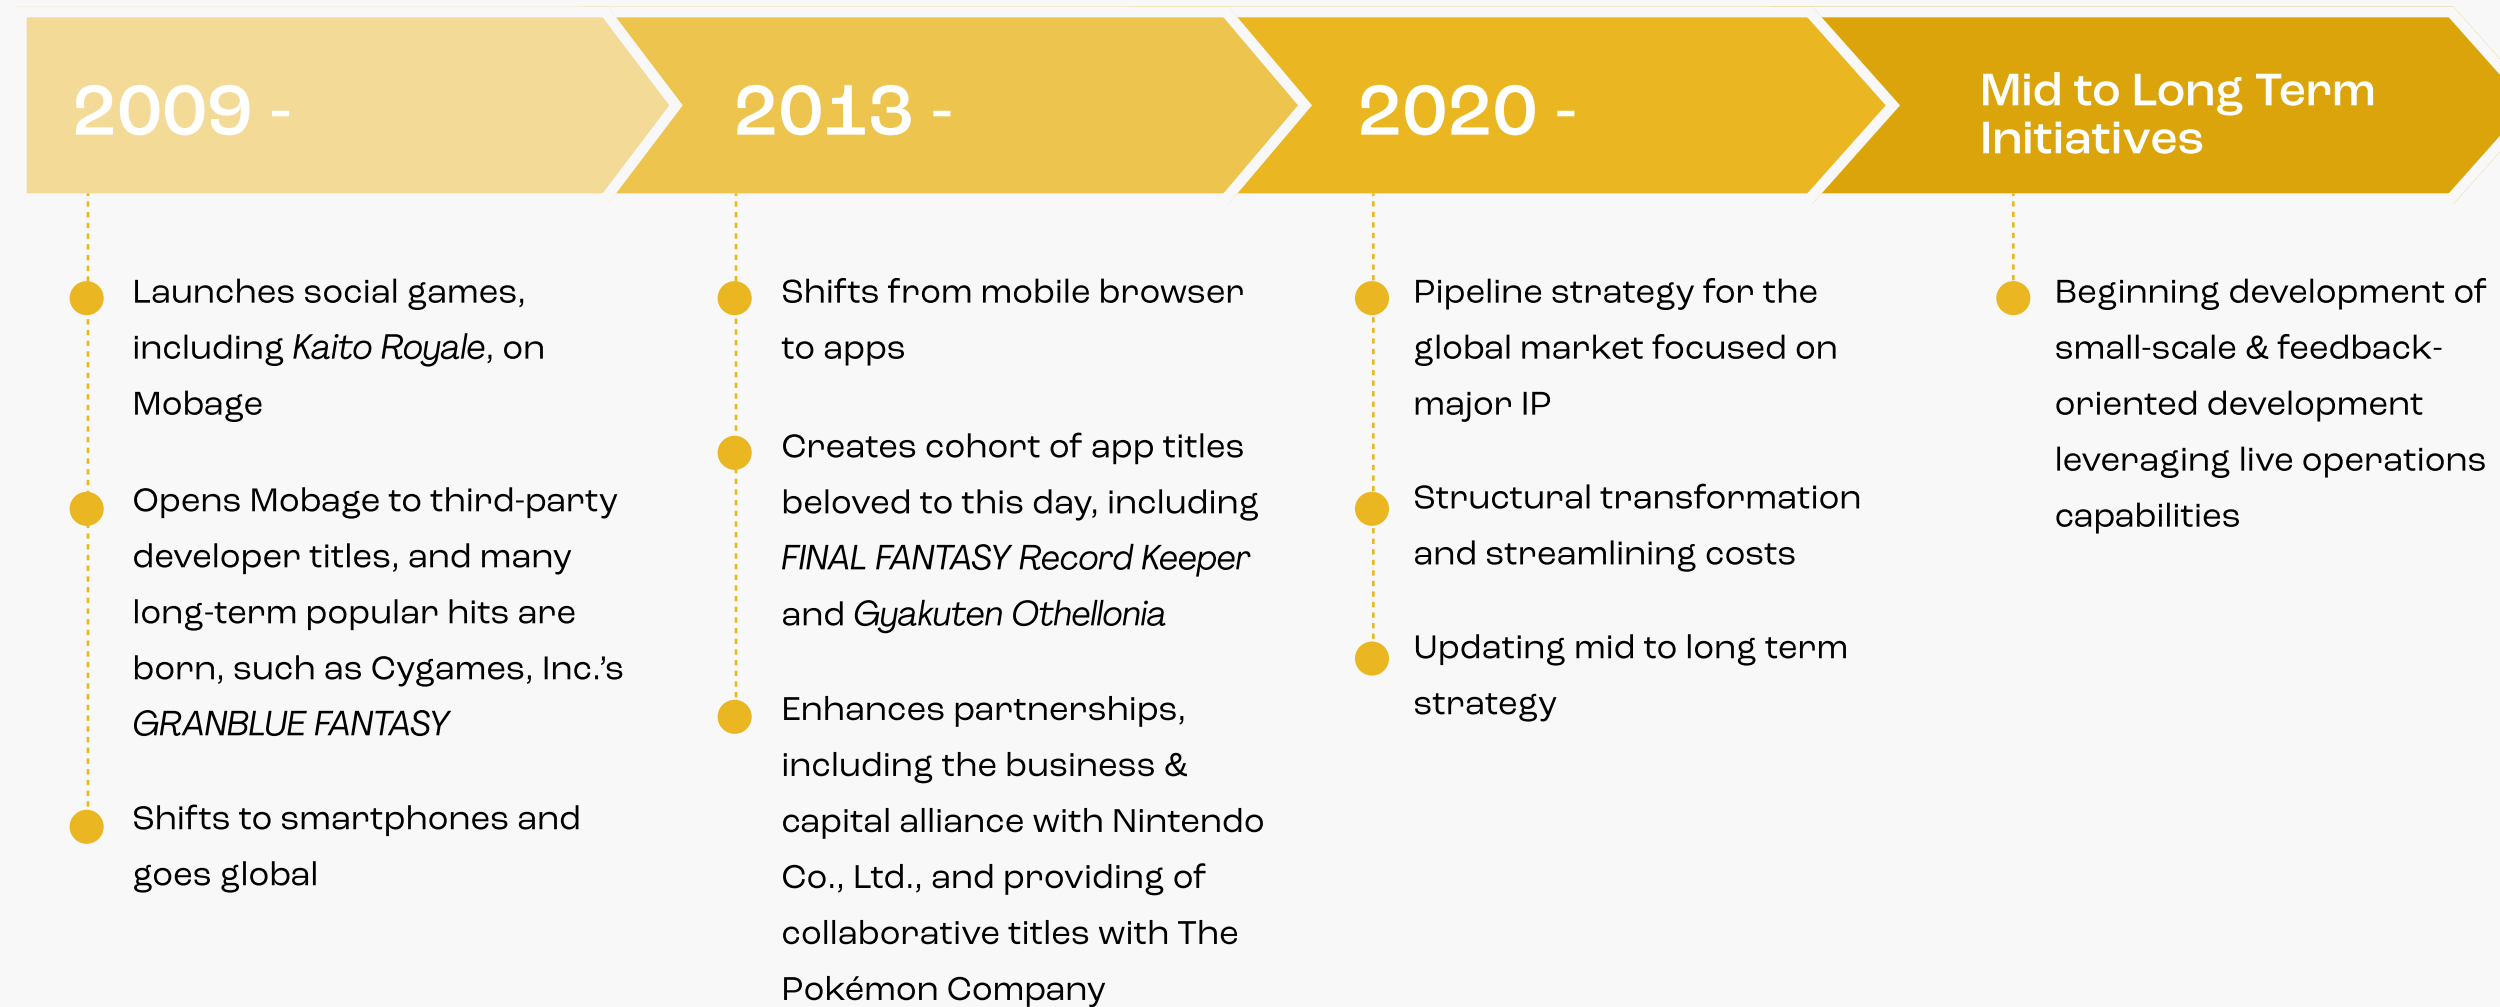 2009 -
Launches social games,
including Kaito Royale, on
Mobage
Opens Mobage to third-party
developer titles, and many
long-term popular hits are
born, such as Cygames, Inc.'s
GRANBLUE FANTASY
Shifts to smartphones and
goes global
2013 -
Shifts from mobile browser
to apps
Creates cohort of app titles
beloved to this day, including
FINAL FANTASY Record Keeper
and Gyakuten Othellonia
Enhances partnerships,
including the business &
capital alliance with Nintendo
Co., Ltd., and providing of
collaborative titles with The
Pokémon Company
2020 -
Pipeline strategy for the
global market focused on
major IP
Structural transformation
and streamlining costs
Updating mid to long term
strategy
Mid to Long Term
Initiatives
Beginning development of
small-scale & feedback-
oriented development
leveraging live operations
capabilities